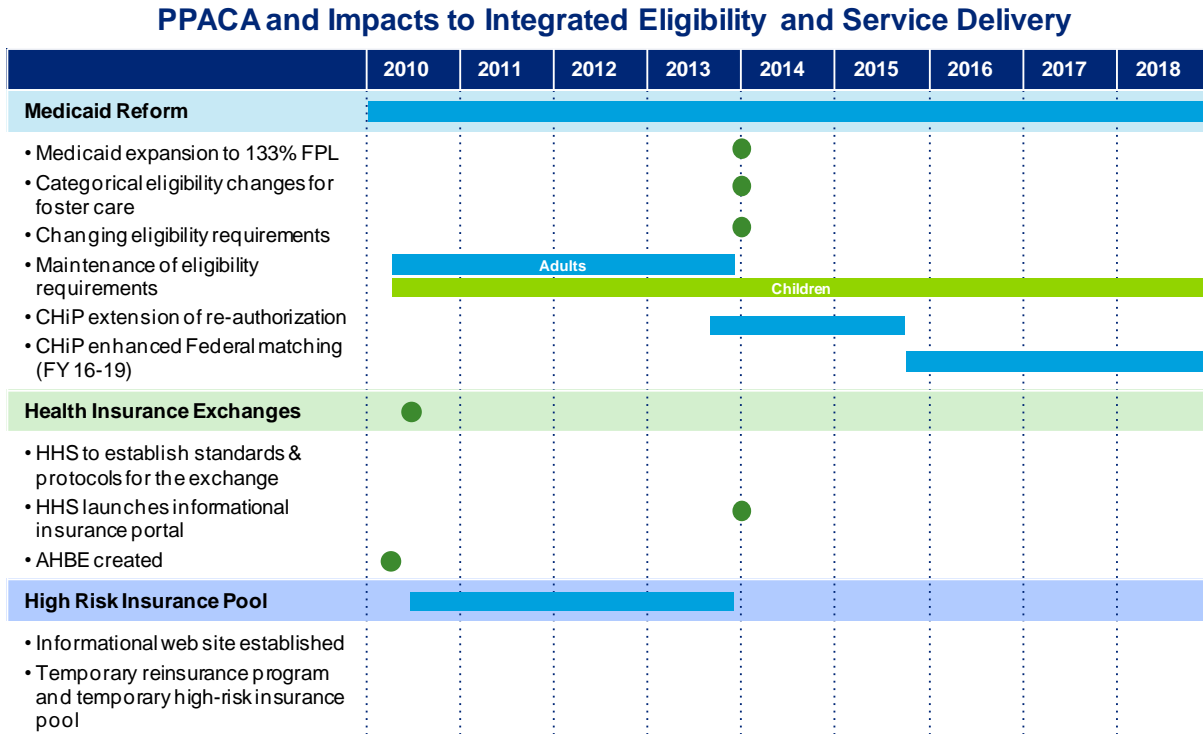 PPACA and Impacts to Integrated Eligibility and Service Delivery
2010 2011 2012 2013 2014 2015 2016 2017 2018
Medicaid Reform
• Medicaid expansion to 133% FPL
• Categorical eligibility changes for
foster care
• Changing eligibility requirements
• Maintenance of eligibility
requirements
Adults
Children
• CHiP extension of re-authorization
• CHiP enhanced Federal matching
(FY 16-19)
Health Insurance Exchanges
• HHS to establish standards &
protocols for the exchange
• HHS launches informational
insurance portal
• AHBE created
High Risk Insurance Pool
• Informational web site established
• Temporary reinsurance program
and temporary high-risk insurance
pool